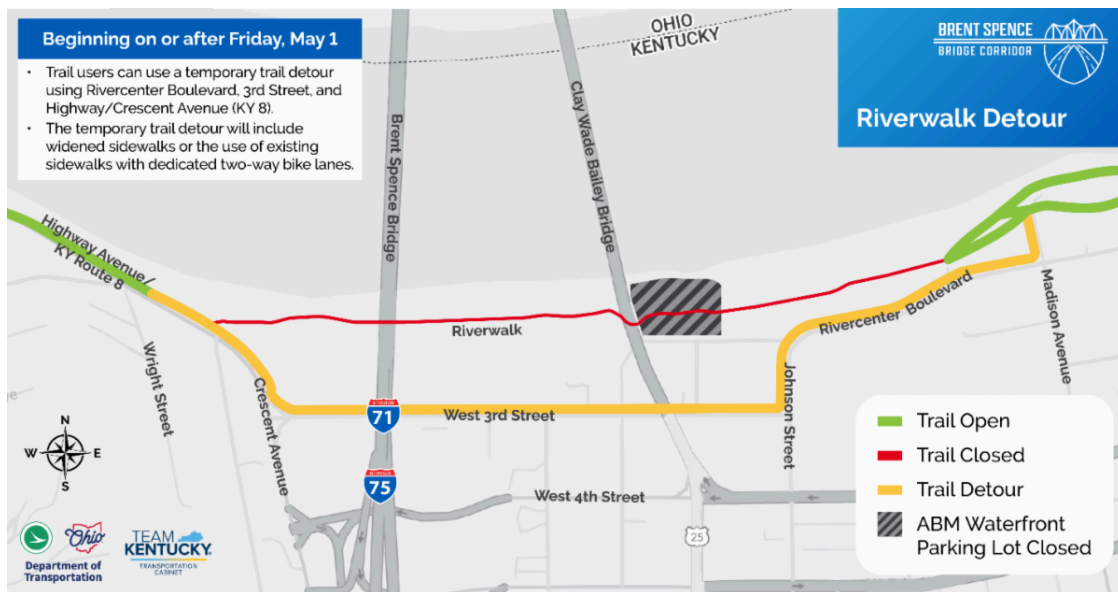 Beginning on or after Friday, May 1
• Trail users can use a temporary trail detour
using Rivercenter Boulevard, 3rd Street, and
Highway/Crescent Avenue (KY 8).
• The temporary trail detour will include
widened sidewalks or the use of existing
sidewalks with dedicated two-way bike lanes.
OHIO
KENTUCKY
BRENT SPENCE
BRIDGE CORRIDOR
Riverwalk Detour
Brent Spence Bridge
Clay Wade Bailey Bridge
Highway Avenue/
KY Route 8
Riverwalk
Rivercenter Boulevard
Madison Avenue
Wright Street
Crescent Avenue
71
West 3rd Street
Johnson Street
75
West 4th Street
25
N
W E
S
Trail Open
Trail Closed
Trail Detour
ABM Waterfront
Parking Lot Closed
Ohio
Department of
Transportation
TEAM
KENTUCKY
TRANSPORTATION
CABINET